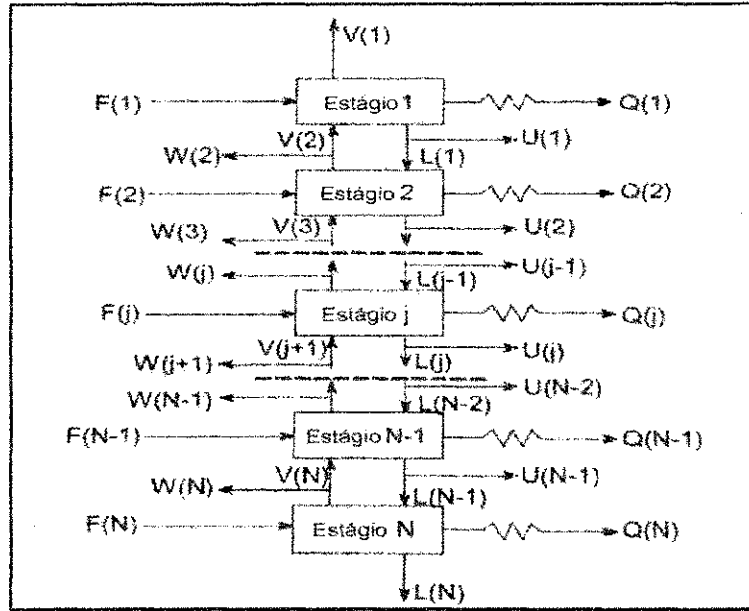 V(1)
F(1) Estágio 1 Q(1)
V(2) U(1)
W(2) L(1)
F(2) Estágio 2 Q(2)
V(3) U(2)
W(3)
W(j) L(j-1) U(j-1)
F(j) Estágio j Q(j)
V(j+1) U(j)
W(j+1) L(j)
U(N-2)
W(N-1) L(N-2)
F(N-1) Estágio N-1 Q(N-1)
V(N) U(N-1)
W(N) L(N-1)
F(N) Estágio N Q(N)
L(N)